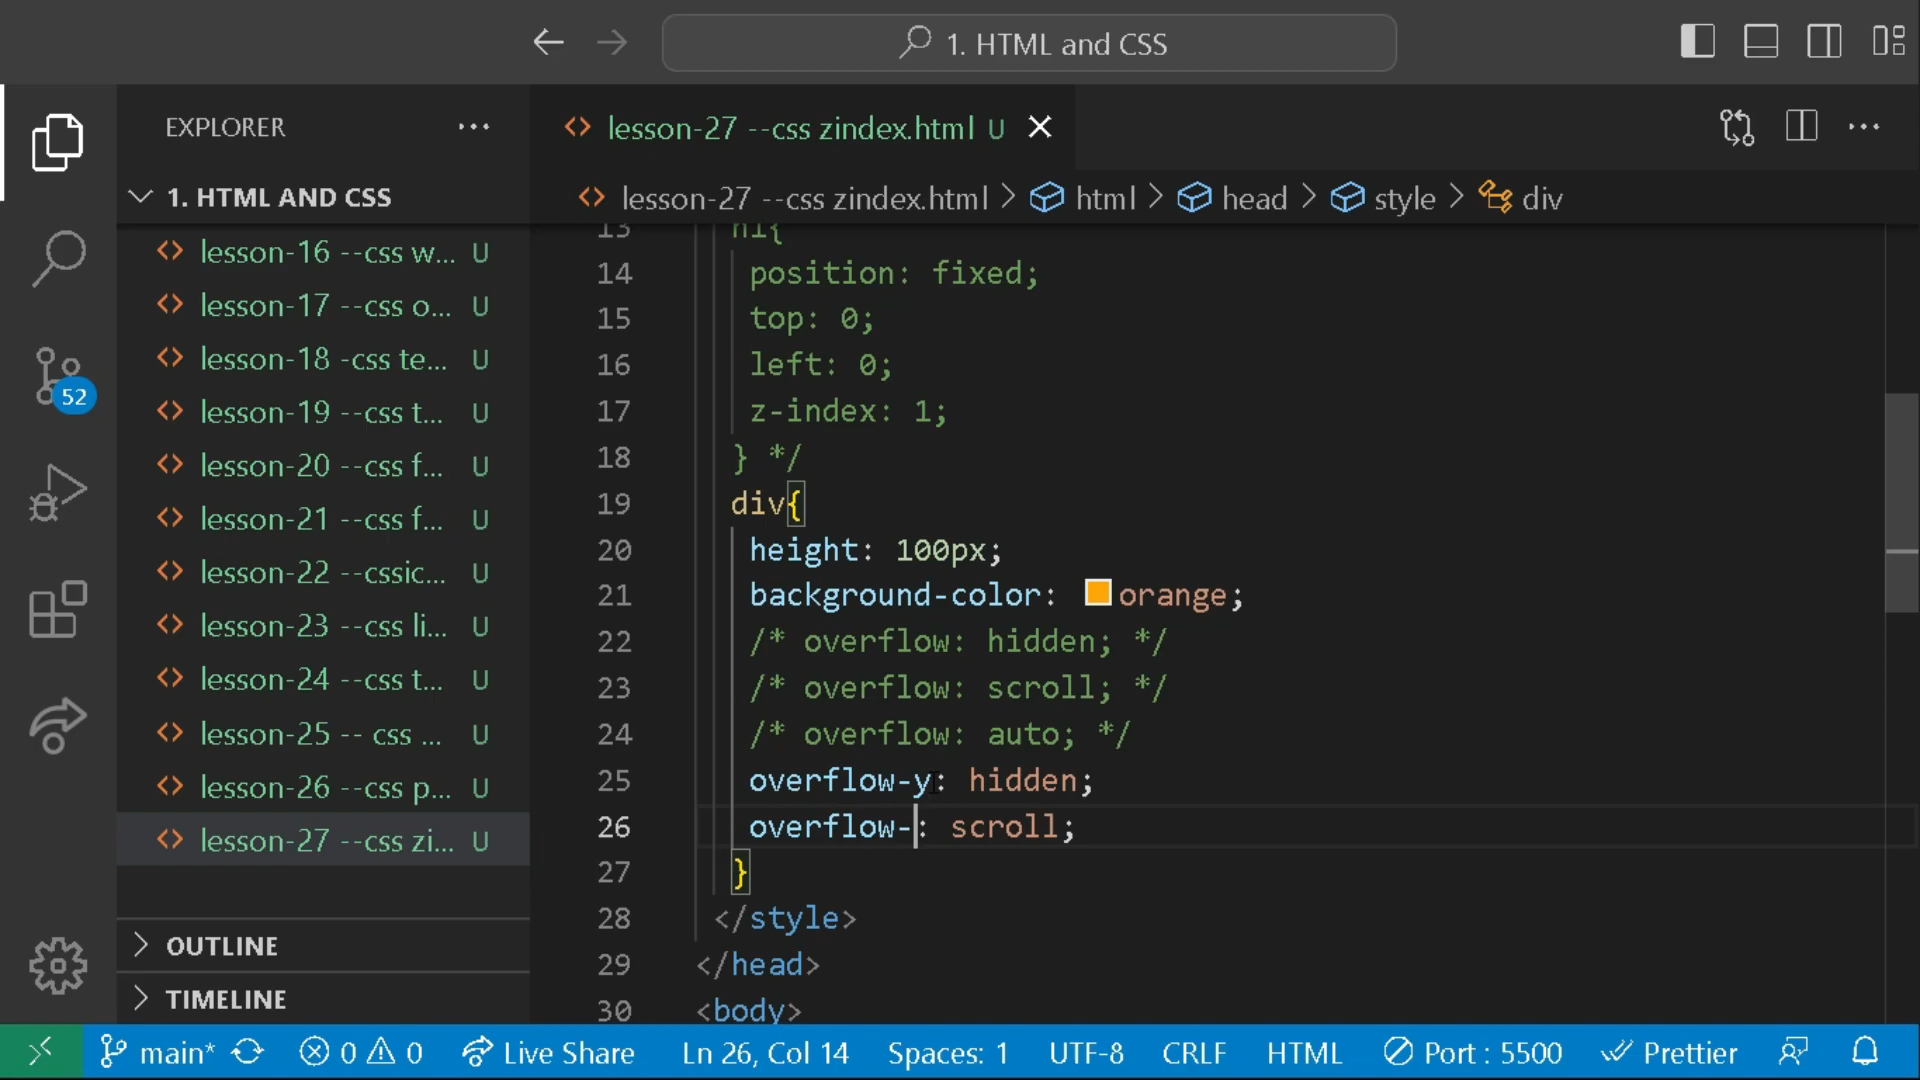 1. HTML and CSS
EXPLORER
lesson-27 --css zindex.html U
1. HTML AND CSS
lesson-27 --css zindex.html > html > head > style > div
lesson-16 --css w... U
lesson-17 --css o... U
lesson-18 -css te... U
lesson-19 --css t... U
lesson-20 --css f... U
lesson-21 --css f... U
lesson-22 --cssic... U
lesson-23 --css li... U
lesson-24 --css t... U
lesson-25 -- css ... U
lesson-26 --css p... U
lesson-27 --css zi... U
52
OUTLINE
TIMELINE
13 h1{
14 position: fixed;
15 top: 0;
16 left: 0;
17 z-index: 1;
18 } */
19 div{
20 height: 100px;
21 background-color: orange;
22 /* overflow: hidden; */
23 /* overflow: scroll; */
24 /* overflow: auto; */
25 overflow-y: hidden;
26 overflow-: scroll;
27 }
28 </style>
29 </head>
30 <body>
main* 0 0 Live Share Ln 26, Col 14 Spaces: 1 UTF-8 CRLF HTML Port : 5500 Prettier